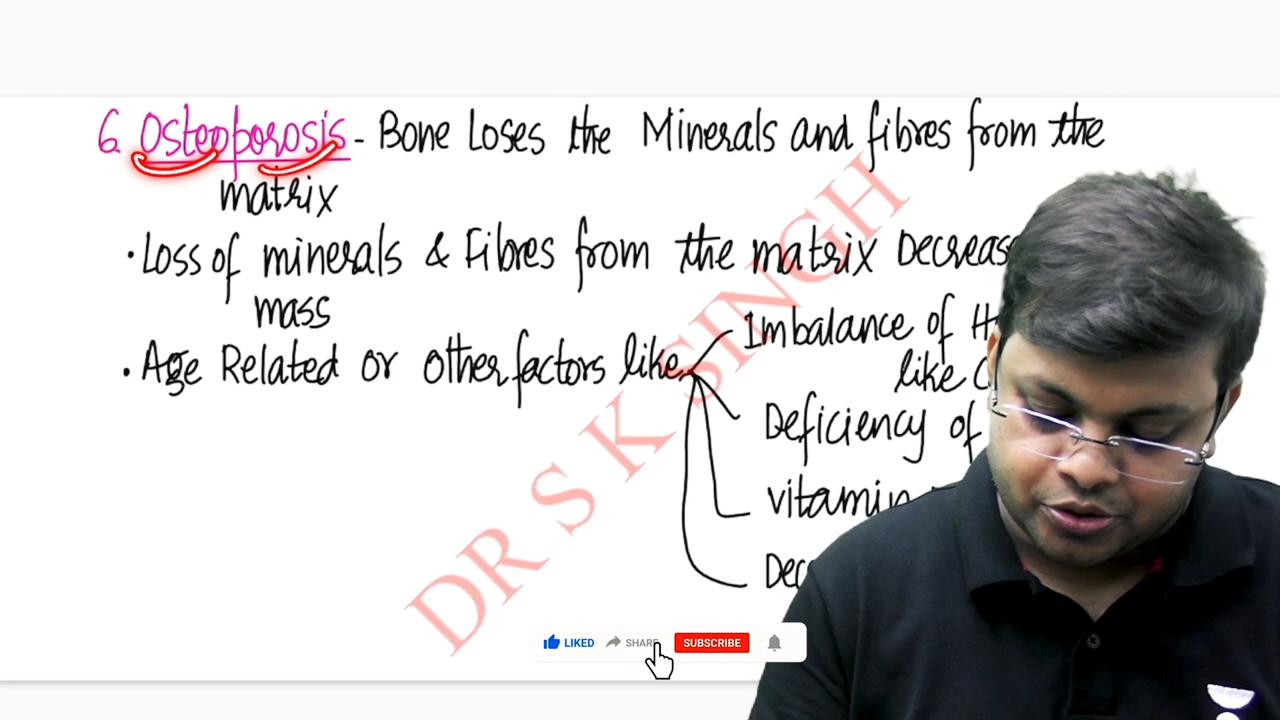 6. Osteoporosis - Bone Loses the Minerals and fibres from the
matrix
• Loss of minerals & Fibres from the matrix Decreas
mass
• Age Related or other factors like
Imbalance of H
like C
Deficiency of
vitamin
Dec
DR S K SINGH
LIKED SHARE SUBSCRIBE